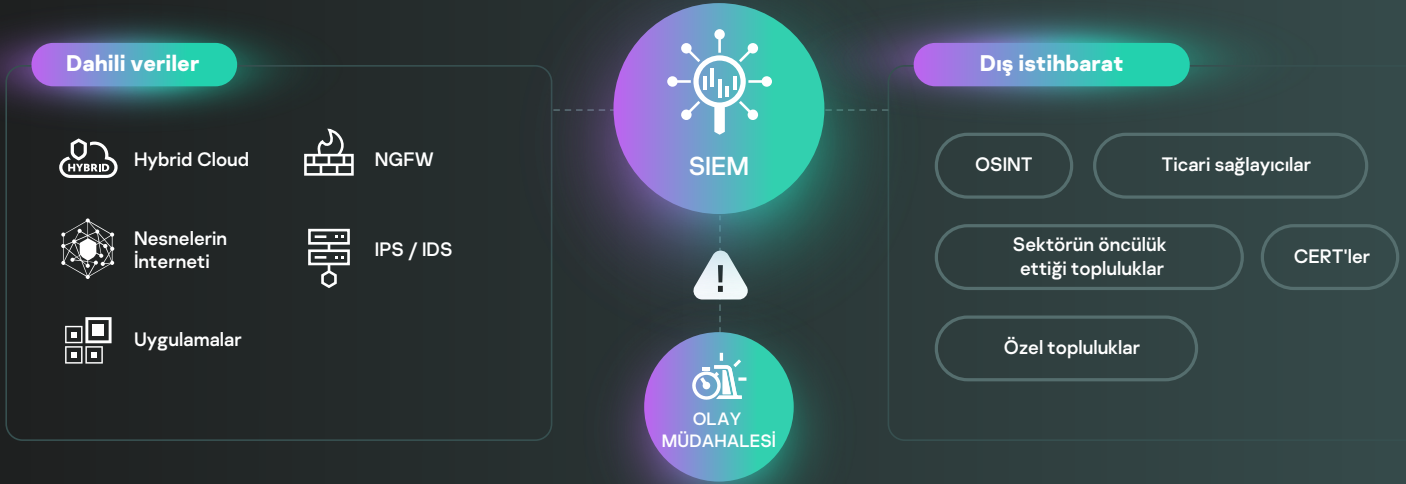 Dahili veriler
HYBRID
Hybrid Cloud
NGFW
Nesnelerin
İnterneti
IPS / IDS
Uygulamalar
SIEM
!
OLAY
MÜDAHALESİ
Dış istihbarat
OSINT
Ticari sağlayıcılar
Sektörün öncülük
ettiği topluluklar
CERT'ler
Özel topluluklar